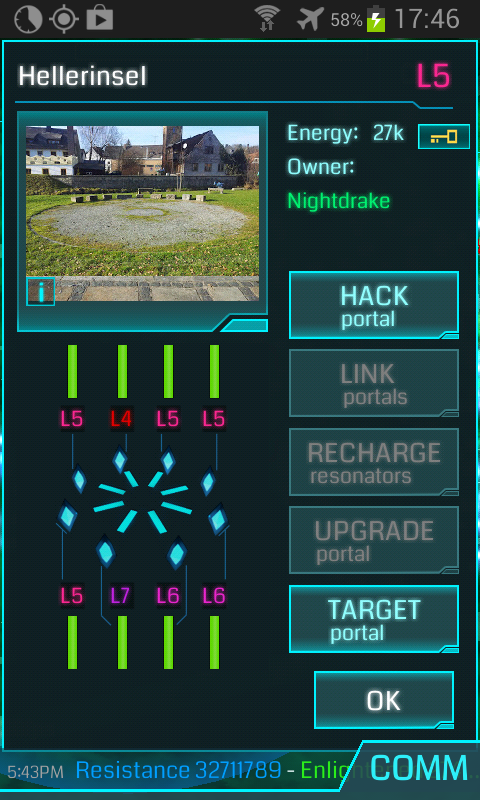 58% 17:46
Hellerinsel L5
Energy: 27k
Owner:
Nightdrake
i
HACK
portal
LINK
portals
RECHARGE
resonators
UPGRADE
portal
TARGET
portal
OK
L5 L4 L5 L5
L5 L7 L6 L6
5:43PM Resistance 32711789 - Enlig
COMM